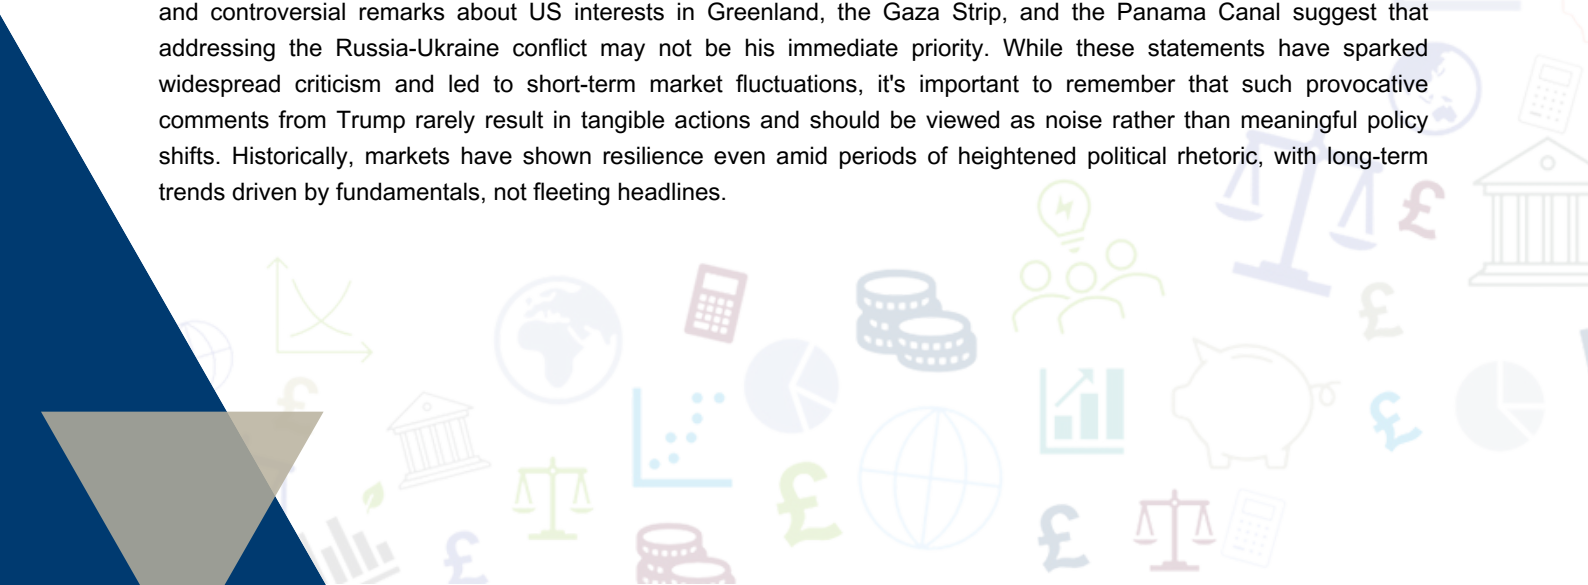 and controversial remarks about US interests in Greenland, the Gaza Strip, and the Panama Canal suggest that
addressing the Russia-Ukraine conflict may not be his immediate priority. While these statements have sparked
widespread criticism and led to short-term market fluctuations, it's important to remember that such provocative
comments from Trump rarely result in tangible actions and should be viewed as noise rather than meaningful policy
shifts. Historically, markets have shown resilience even amid periods of heightened political rhetoric, with long-term
trends driven by fundamentals, not fleeting headlines.